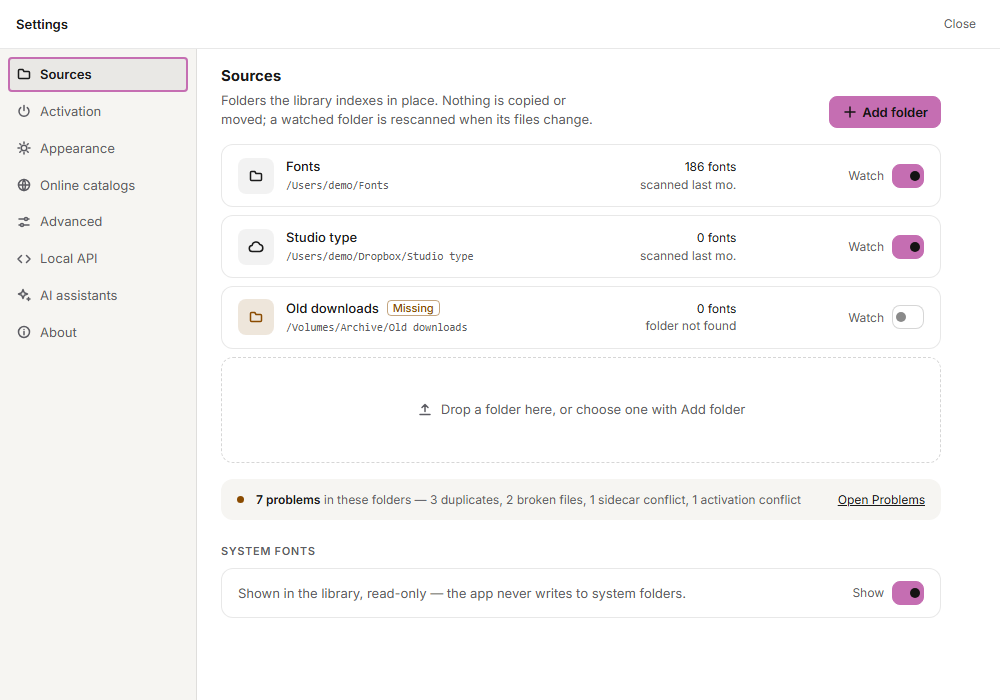 Settings
Close
Sources
Activation
Appearance
Online catalogs
Advanced
Local API
AI assistants
About
Sources
Folders the library indexes in place. Nothing is copied or
moved; a watched folder is rescanned when its files change.
Add folder
Fonts
/Users/demo/Fonts
186 fonts
scanned last mo.
Watch
Studio type
/Users/demo/Dropbox/Studio type
0 fonts
scanned last mo.
Watch
Old downloads
Missing
/Volumes/Archive/Old downloads
0 fonts
folder not found
Watch
Drop a folder here, or choose one with Add folder
7 problems in these folders — 3 duplicates, 2 broken files, 1 sidecar conflict, 1 activation conflict
Open Problems
SYSTEM FONTS
Shown in the library, read-only — the app never writes to system folders.
Show